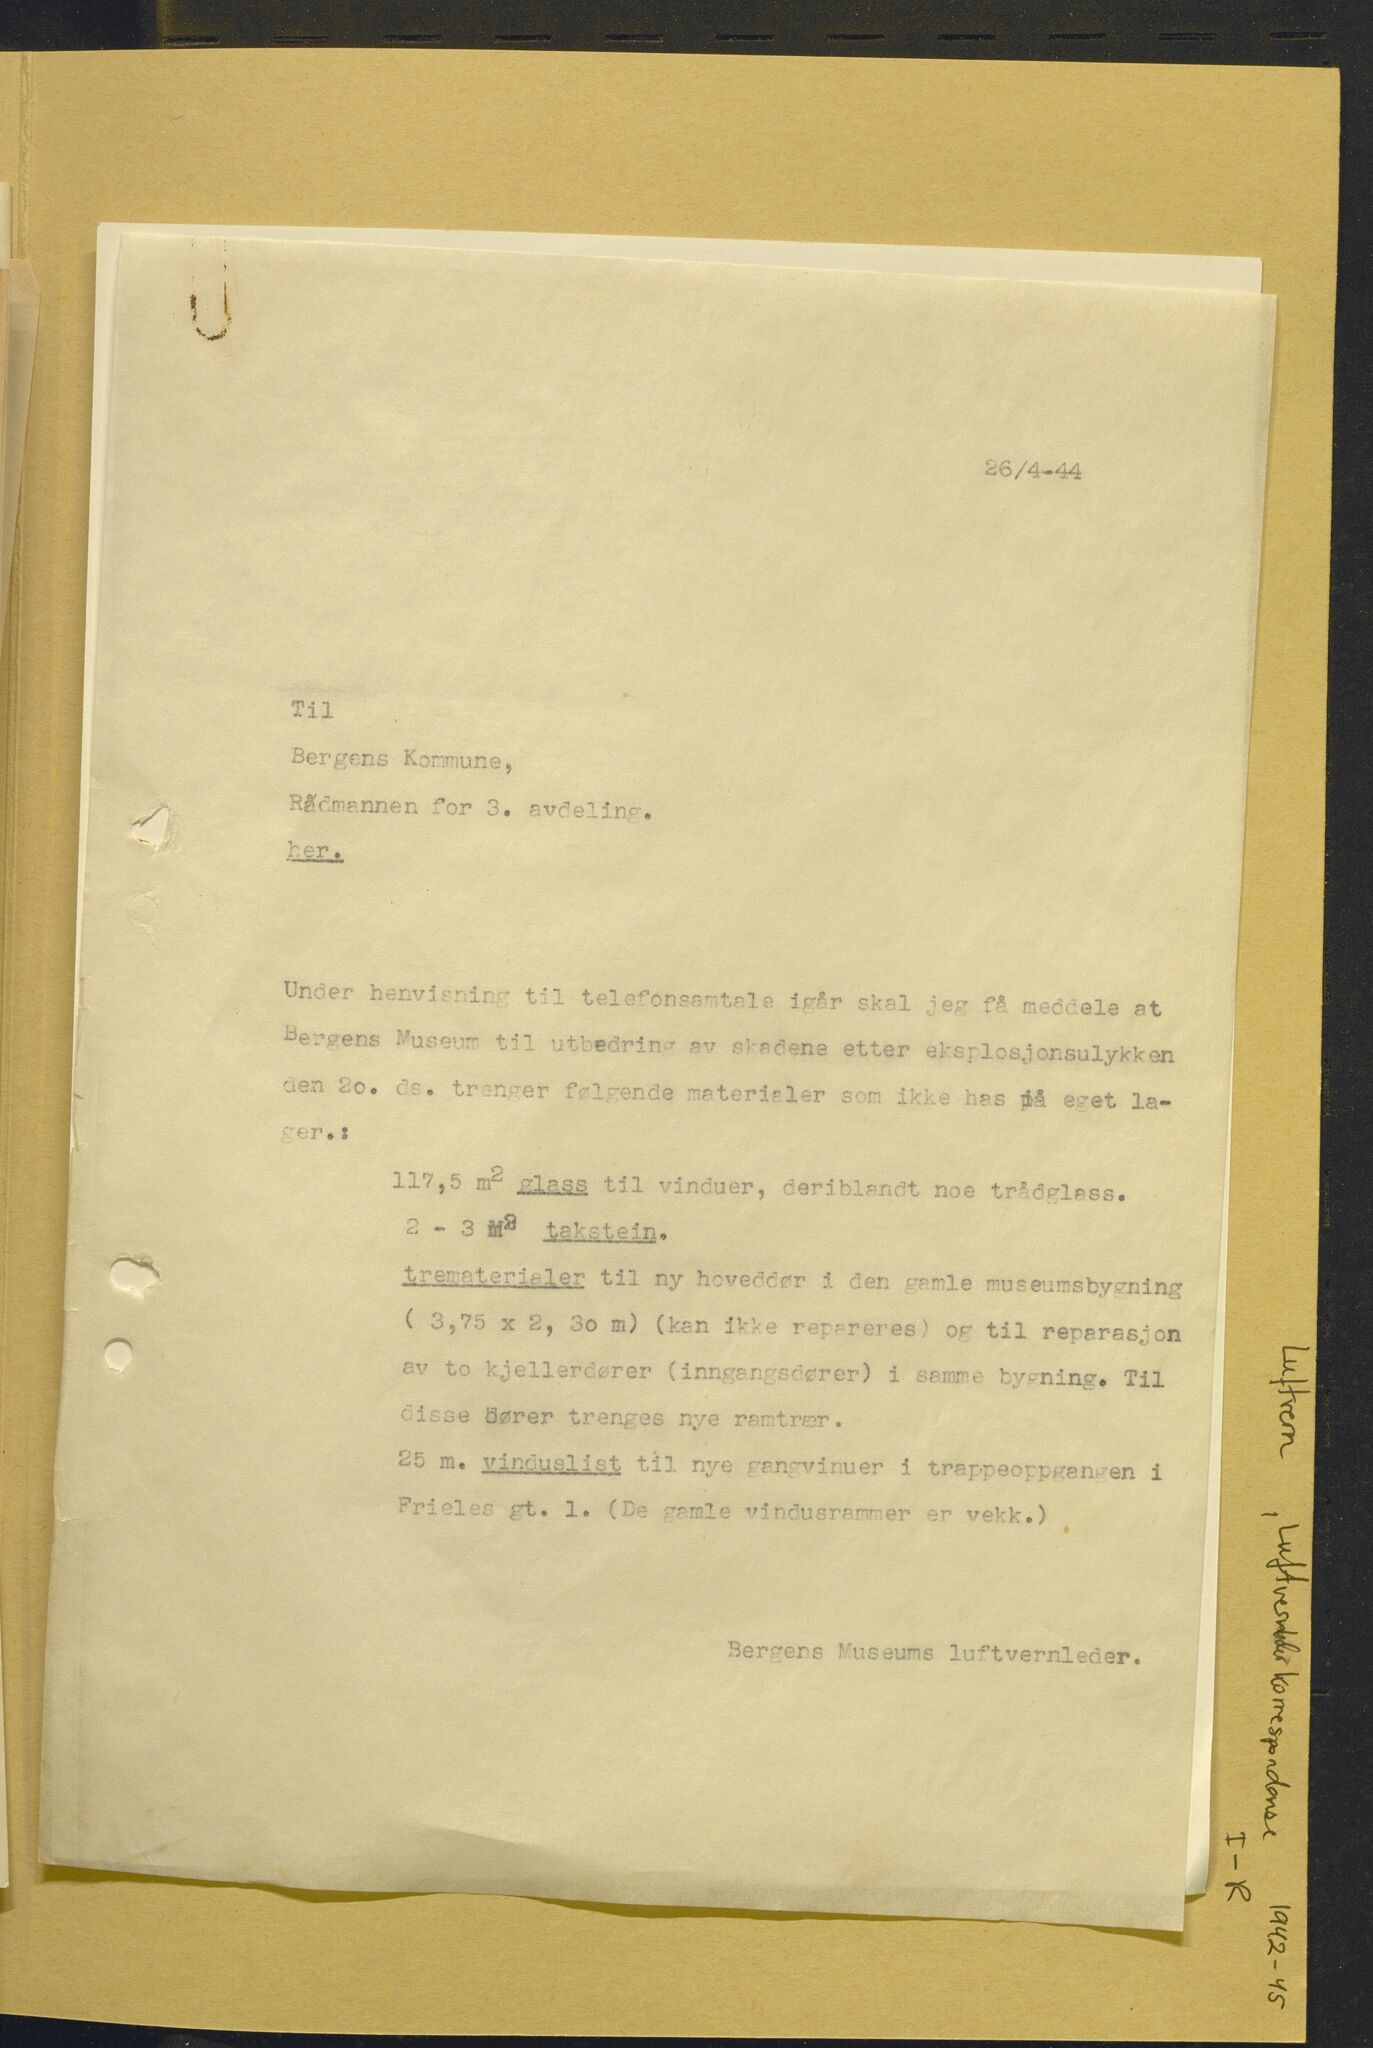 26/4-44
Til
Bergens Kommune,
Rådmannen for 3. avdeling.
her.
Under henvisning til telefonsamtale igår skal jeg få meddele at
Bergens Museum til utbedring av skadene etter eksplosjonsulykken
den 2o. ds. trenger følgende materialer som ikke has på eget la-
ger.:
117,5 m2 glass til vinduer, deriblandt noe trådglass.
2 - 3 M2 takstein.
trematerialer til ny hoveddør i den gamle museumsbygning
( 3,75 x 2, 3o m) (kan ikke repareres) og til reparasjon
av to kjellerdører (inngangsdører) i samme bygning. Til
disse dører trenges nye ramtrær.
25 m. vinduslist til nye gangvinuer i trappeoppgangen i
Frieles gt. 1. (De gamle vindusrammer er vekk.)
Bergens Museums luftvernleder.
Luftvern, Luftvern korrespondanse 1942-45
I-R